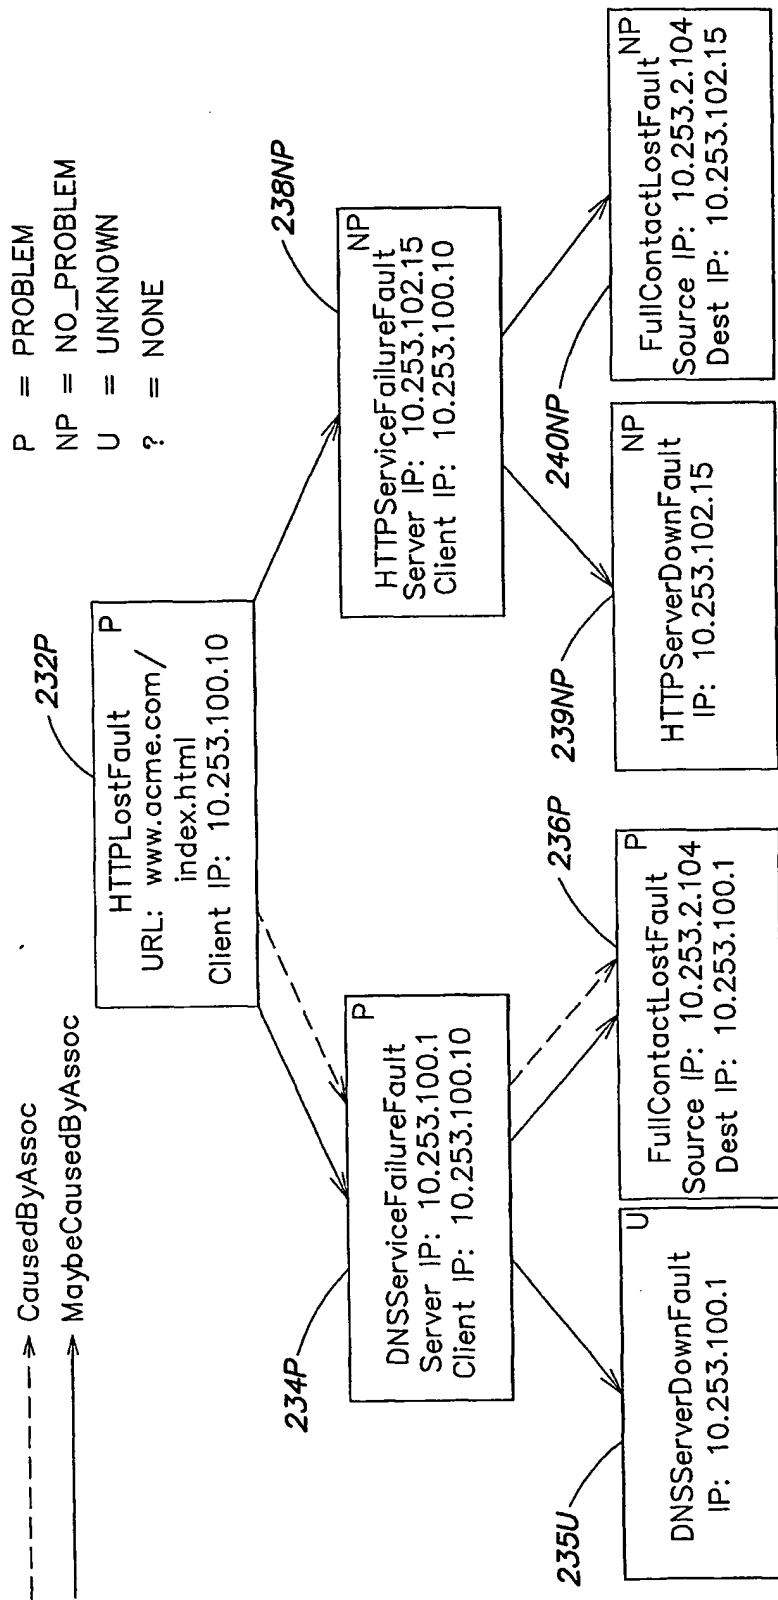 CausedByAssoc
MaybeCausedByAssoc
P = PROBLEM
NP = NO_PROBLEM
U = UNKNOWN
? = NONE
232P
HTTPLostFault
P
URL: www.acme.com/
index.html
Client IP: 10.253.100.10
234P
DNSServiceFailureFault
P
Server IP: 10.253.100.1
Client IP: 10.253.100.10
238NP
HTTPServiceFailureFault
NP
Server IP: 10.253.102.15
Client IP: 10.253.100.10
235U
DNSServerDownFault
U
IP: 10.253.100.1
236P
FullContactLostFault
P
Source IP: 10.253.2.104
Dest IP: 10.253.100.1
239NP
HTTPServerDownFault
NP
IP: 10.253.102.15
240NP
FullContactLostFault
NP
Source IP: 10.253.2.104
Dest IP: 10.253.102.15